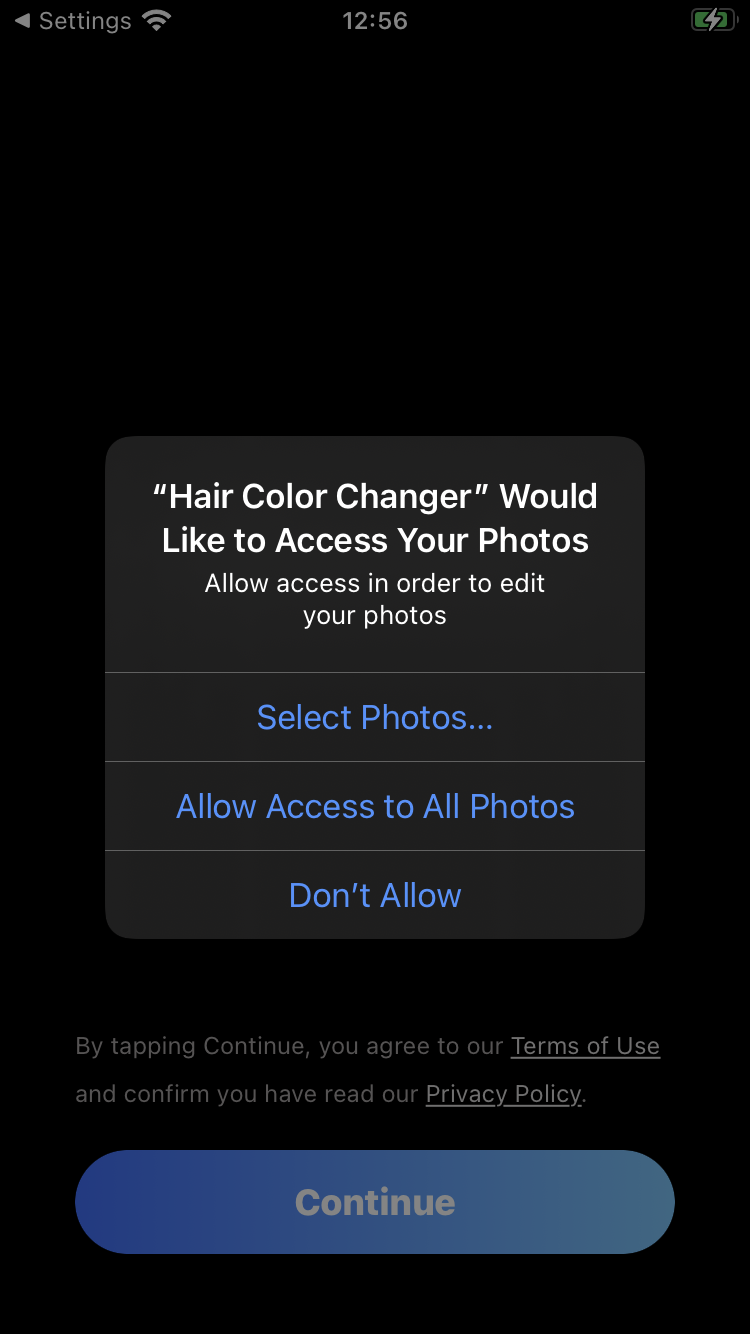 Settings
12:56
“Hair Color Changer” Would
Like to Access Your Photos
Allow access in order to edit
your photos
Select Photos...
Allow Access to All Photos
Don’t Allow
By tapping Continue, you agree to our Terms of Use
and confirm you have read our Privacy Policy.
Continue